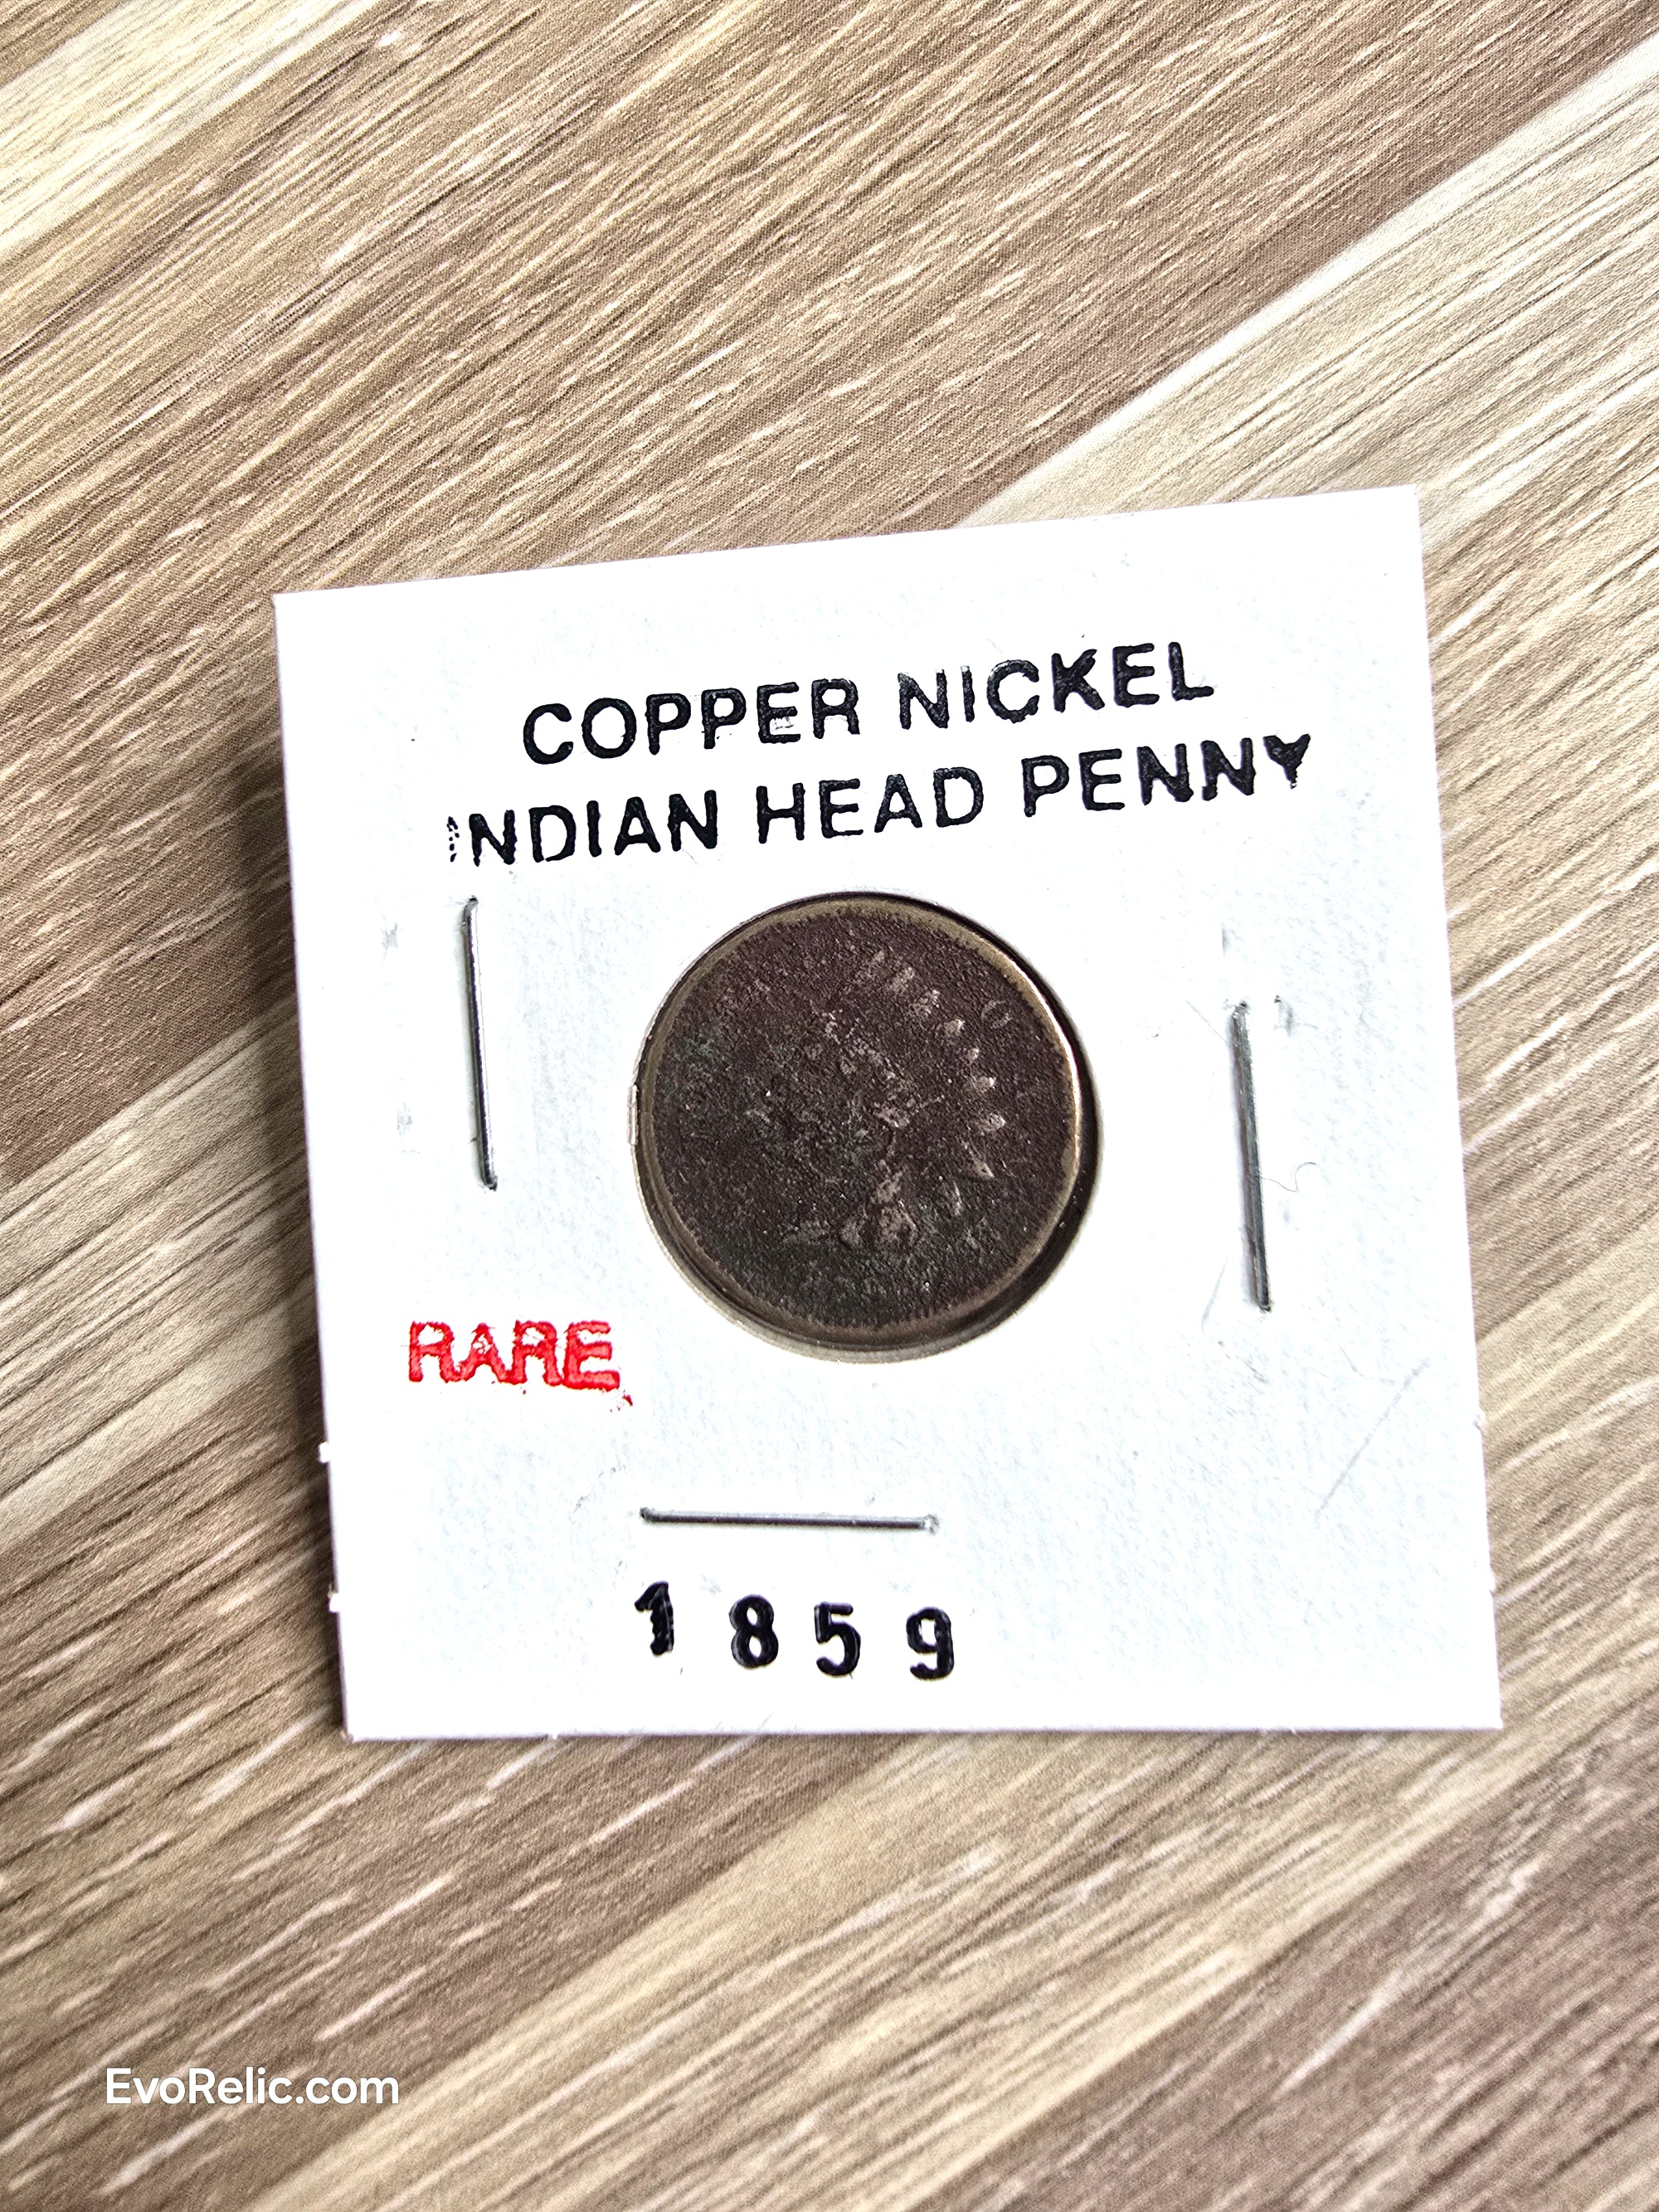 COPPER NICKEL
INDIAN HEAD PENNY
RARE
1859
EvoRelic.com